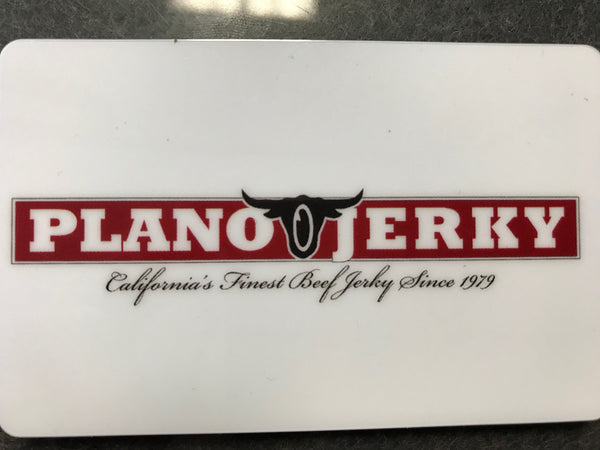 PLANO JERKY
California's Finest Beef Jerky Since 1979